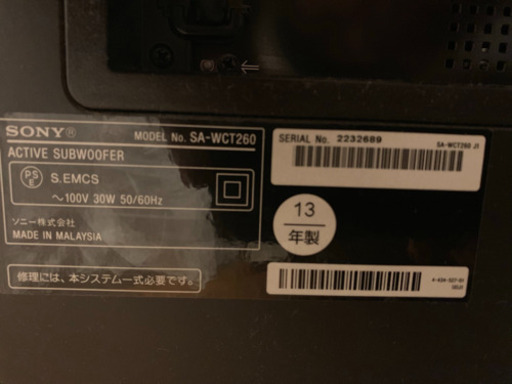 SONY® MODEL No. SA-WCT260
ACTIVE SUBWOOFER
PS
E
S.EMCS
～100V 30W 50/60Hz
ソニー株式会社
MADE IN MALAYSIA
修理には、本システム一式必要です。
SERIAL No. 2232689
SA-WCT260 J1
13
年製